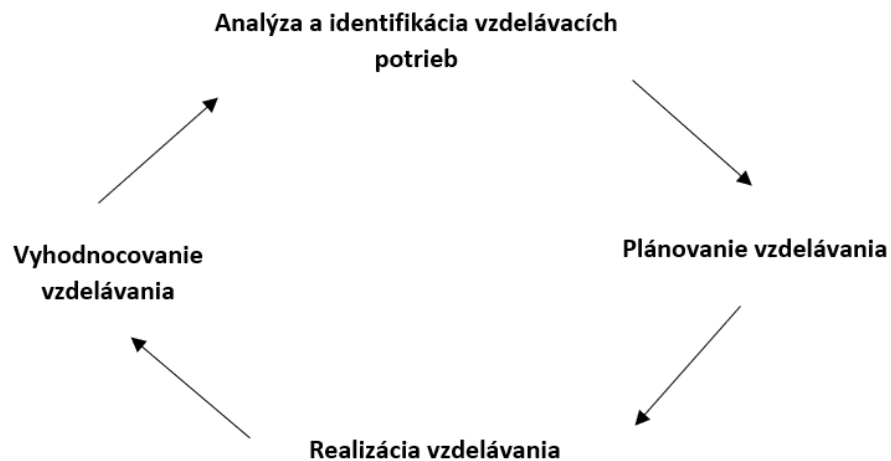 Analýza a identifikácia vzdelávacích
potrieb
Plánovanie vzdelávania
Vyhodnocovanie
vzdelávania
Realizácia vzdelávania